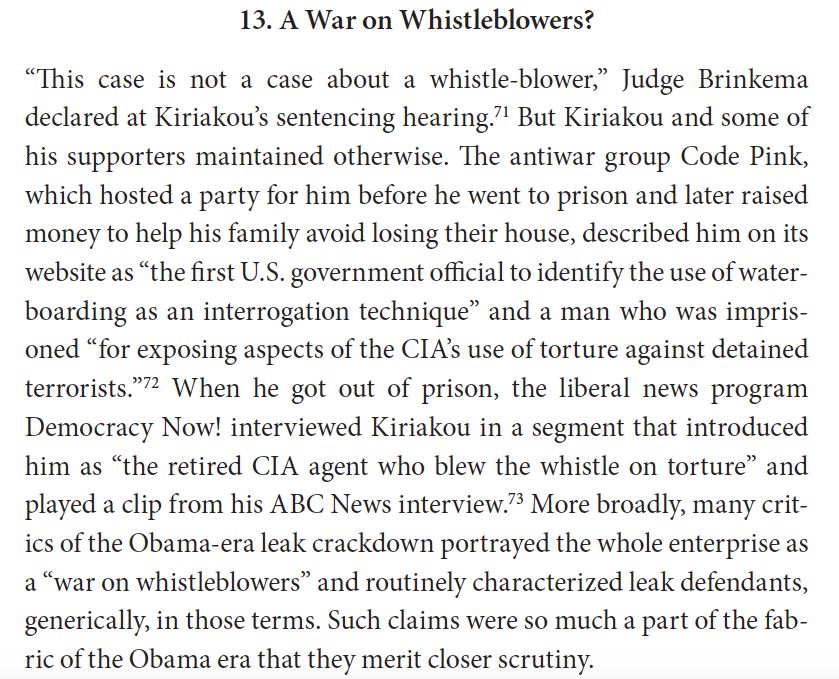 13. A War on Whistleblowers?
“This case is not a case about a whistle-blower,” Judge Brinkema
declared at Kiriakou’s sentencing hearing.71 But Kiriakou and some of
his supporters maintained otherwise. The antiwar group Code Pink,
which hosted a party for him before he went to prison and later raised
money to help his family avoid losing their house, described him on its
website as “the first U.S. government official to identify the use of water-
boarding as an interrogation technique” and a man who was impris-
oned “for exposing aspects of the CIA’s use of torture against detained
terrorists.”72 When he got out of prison, the liberal news program
Democracy Now! interviewed Kiriakou in a segment that introduced
him as “the retired CIA agent who blew the whistle on torture” and
played a clip from his ABC News interview.73 More broadly, many crit-
ics of the Obama-era leak crackdown portrayed the whole enterprise as
a “war on whistleblowers” and routinely characterized leak defendants,
generically, in those terms. Such claims were so much a part of the fab-
ric of the Obama era that they merit closer scrutiny.